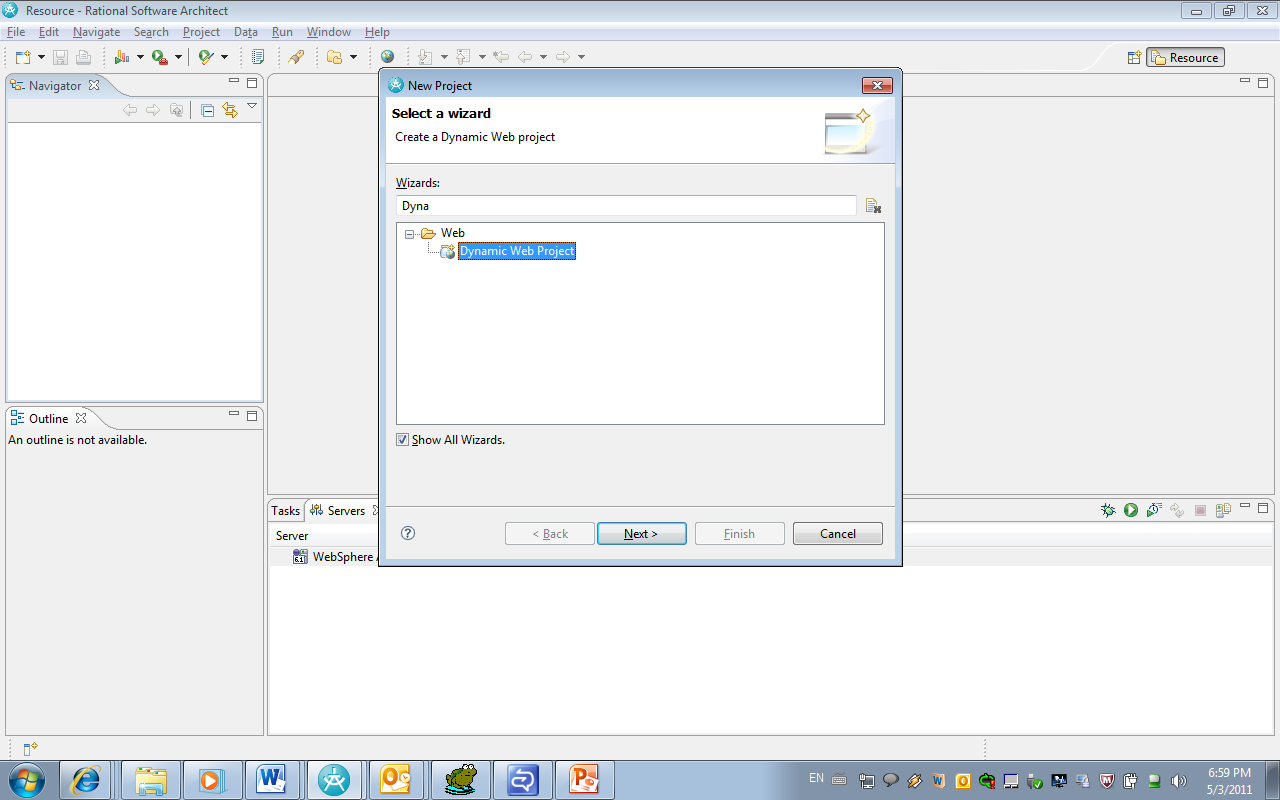 Resource - Rational Software Architect
File Edit Navigate Search Project Data Run Window Help
Resource
Navigator
New Project
Select a wizard
Create a Dynamic Web project
Wizards:
Dyna
Web
Dynamic Web Project
Show All Wizards.
Outline
An outline is not available.
Tasks Servers
Server
6.1 WebSphere
< Back Next > Finish Cancel
EN
6:59 PM
5/3/2011